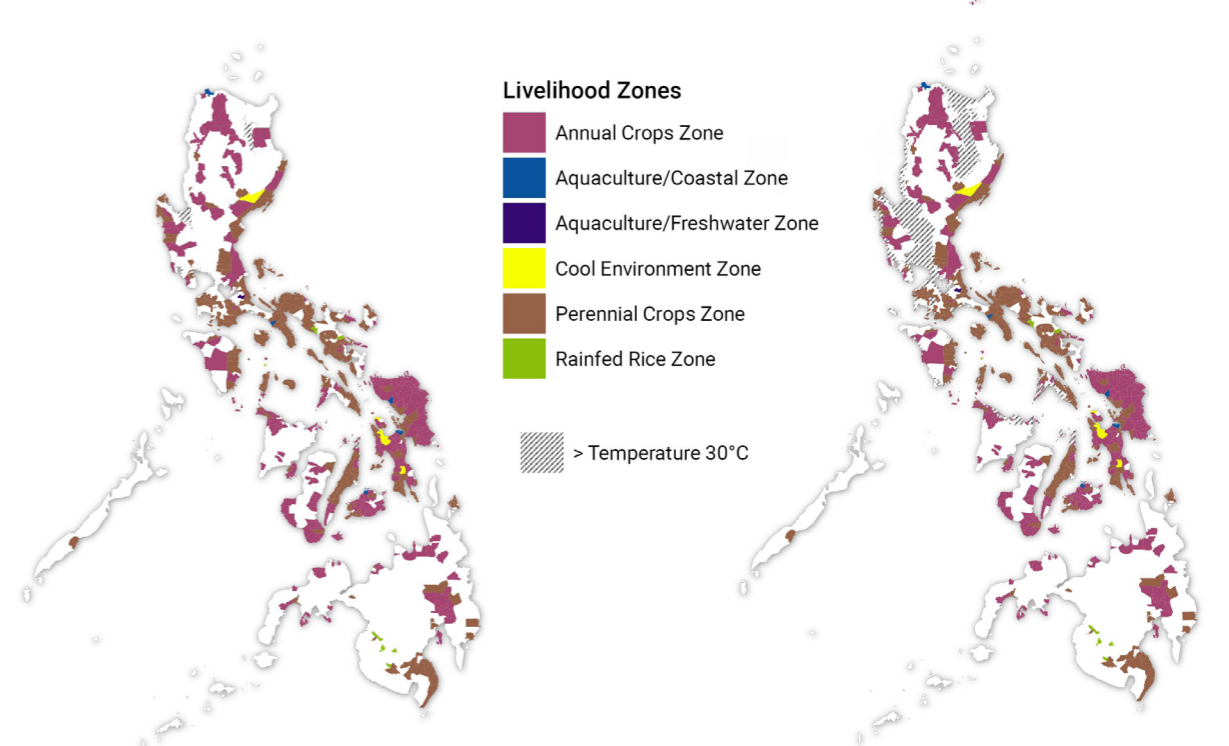 Livelihood Zones
Annual Crops Zone
Aquaculture/Coastal Zone
Aquaculture/Freshwater Zone
Cool Environment Zone
Perennial Crops Zone
Rainfed Rice Zone
> Temperature 30°C